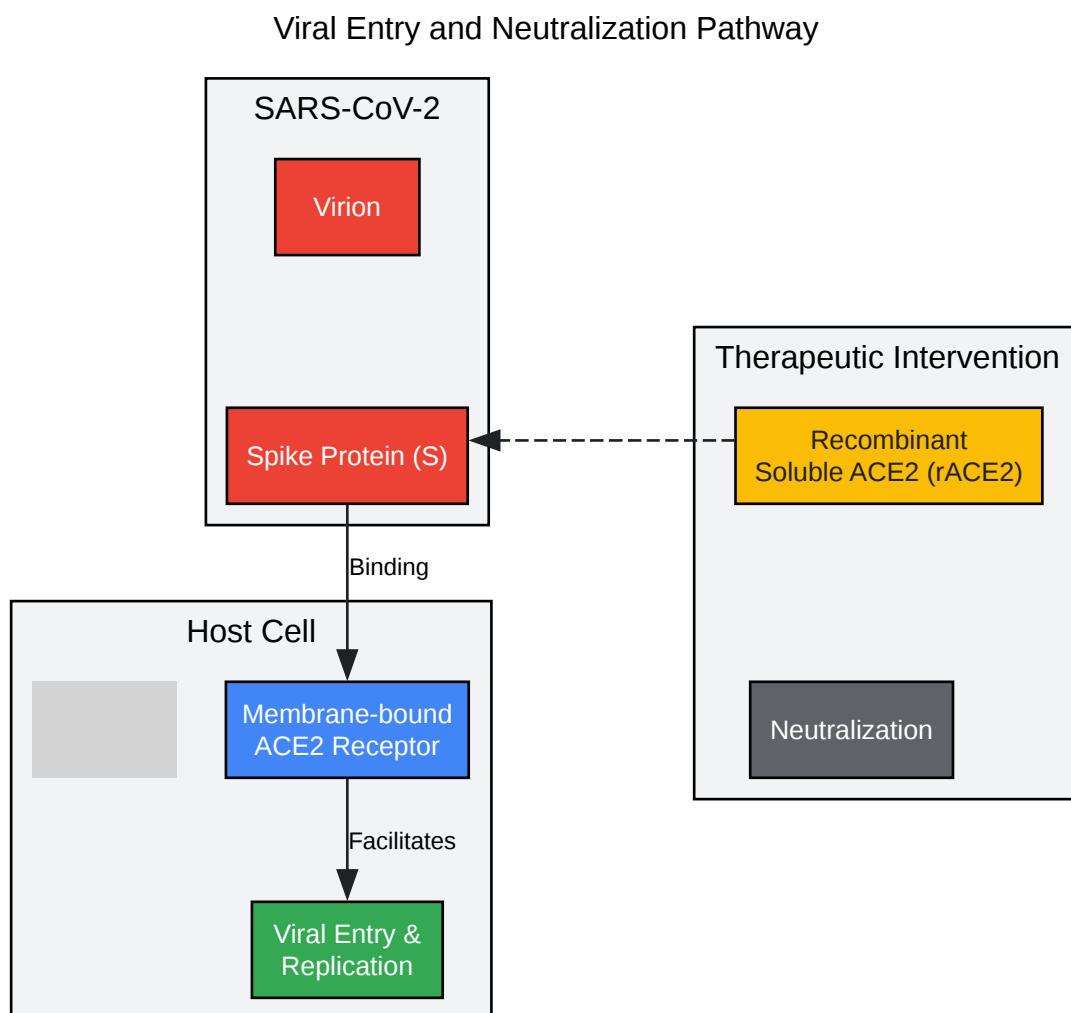 Viral Entry and Neutralization Pathway
SARS-CoV-2
Virion
Spike Protein (S)
Therapeutic Intervention
Recombinant
Soluble ACE2 (rACE2)
Binding
Host Cell
Membrane-bound
ACE2 Receptor
Neutralization
Facilitates
Viral Entry &
Replication